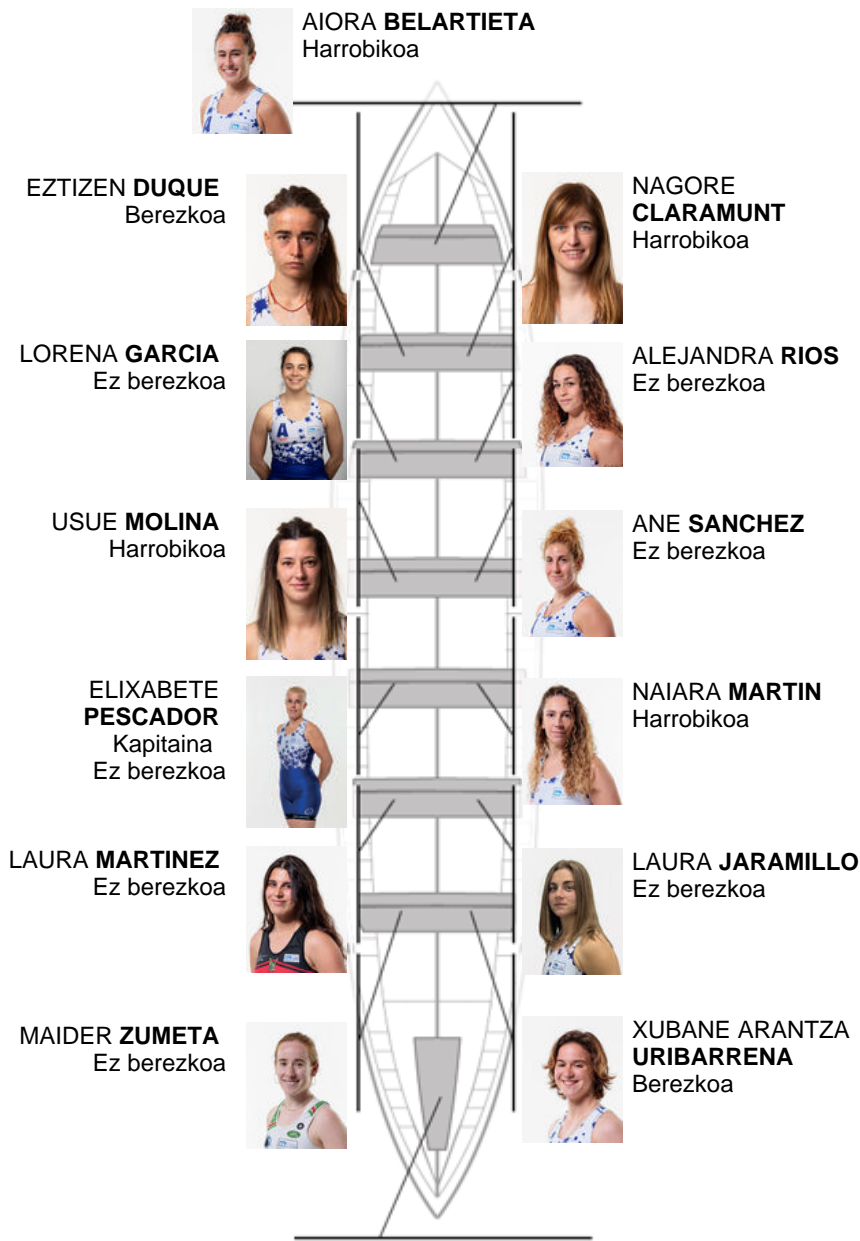 AIORA BELARTIETA
Harrobikoa
EZTIZEN DUQUE
Berezkoa
NAGORE
CLARAMUNT
Harrobikoa
LORENA GARCIA
Ez berezkoa
ALEJANDRA RIOS
Ez berezkoa
USUE MOLINA
Harrobikoa
ANE SANCHEZ
Ez berezkoa
ELIXABETE
PESCADOR
Kapitaina
Ez berezkoa
NAIARA MARTIN
Harrobikoa
LAURA MARTINEZ
Ez berezkoa
LAURA JARAMILLO
Ez berezkoa
MAIDER ZUMETA
Ez berezkoa
XUBANE ARANTZA
URIBARRENA
Berezkoa